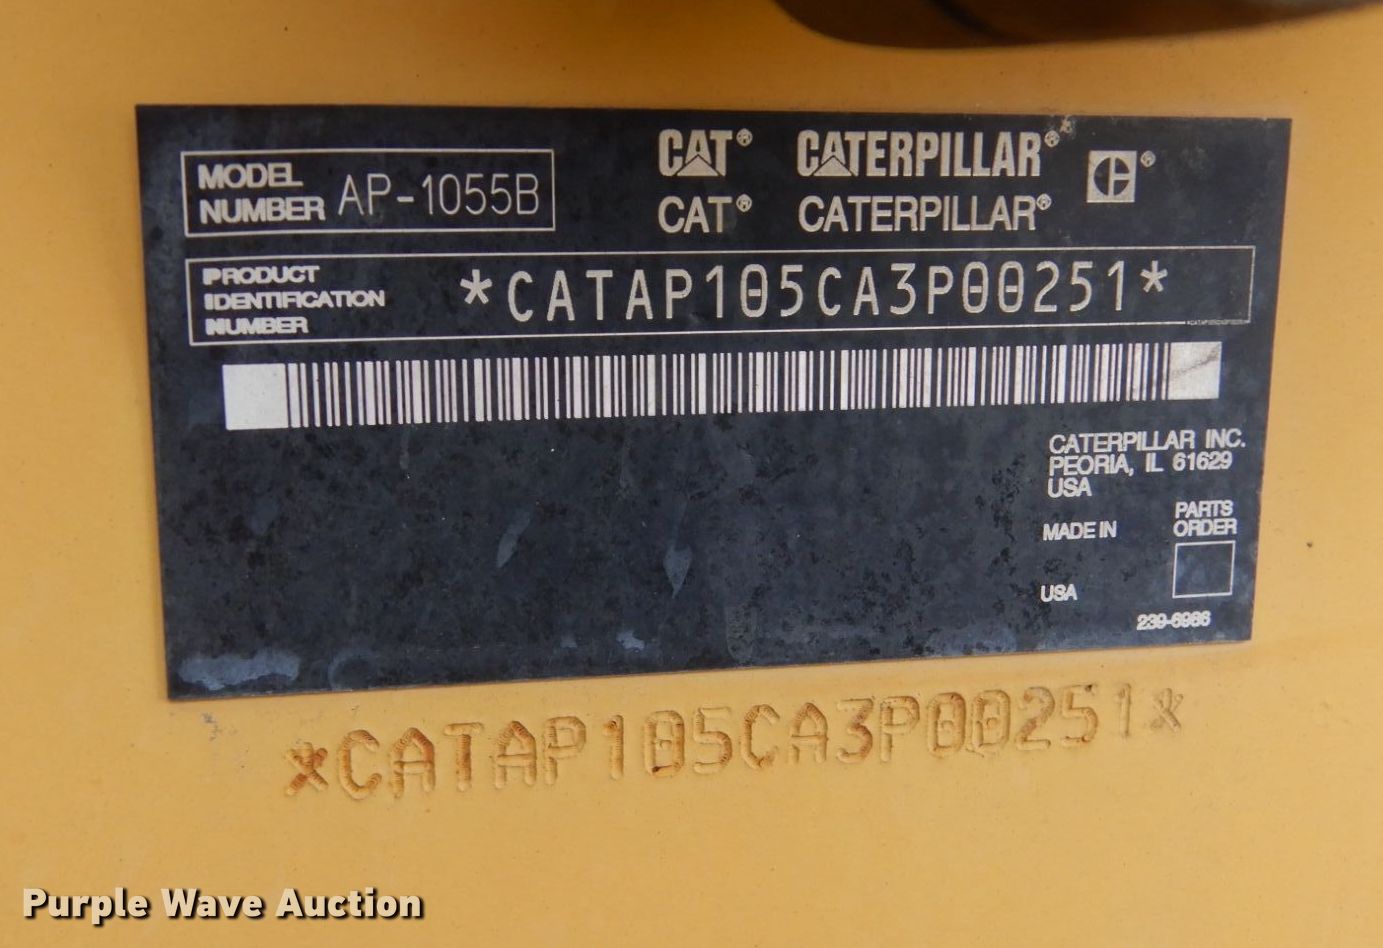 MODEL
NUMBER AP-1055B
CAT® CATERPILLAR®
CAT® CATERPILLAR® ®
PRODUCT
IDENTIFICATION
NUMBER
*CATAP105CA3P00251*
CATERPILLAR INC.
PEORIA, IL 61629
USA
MADE IN
USA
PARTS
ORDER
239-6986
*CATAP105CA3P00251*
Purple Wave Auction